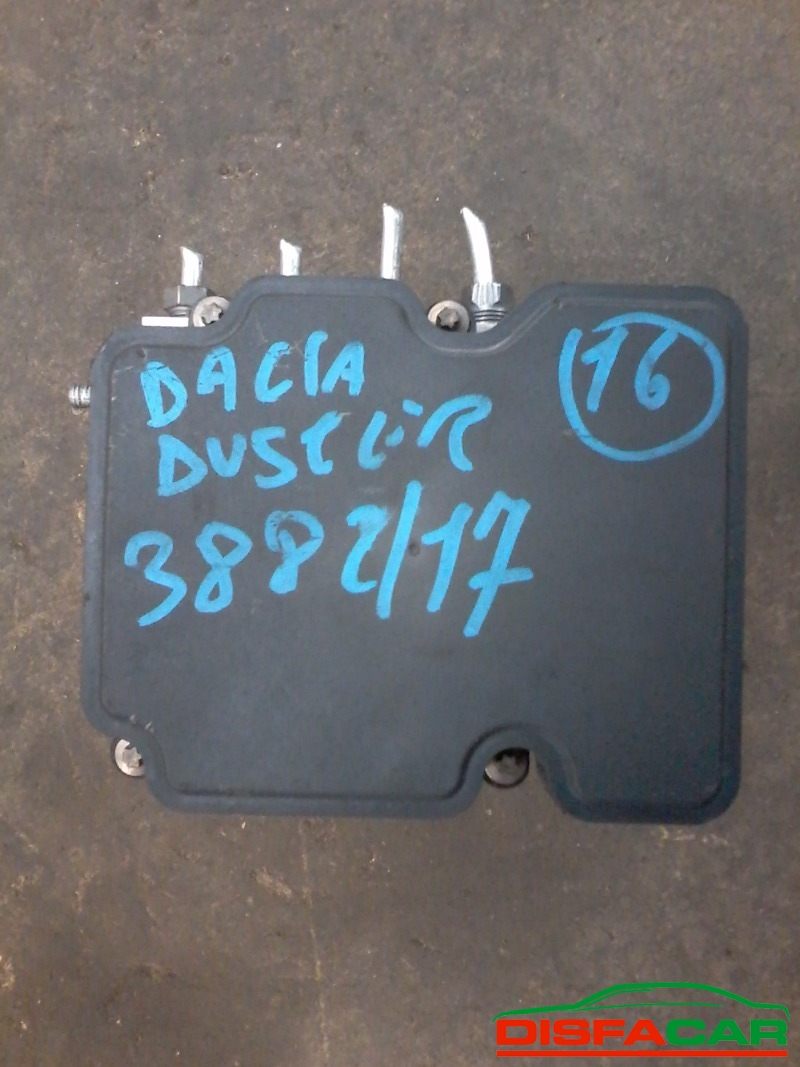 DACIA
DUSTER
16
3882/17
DISFACAR